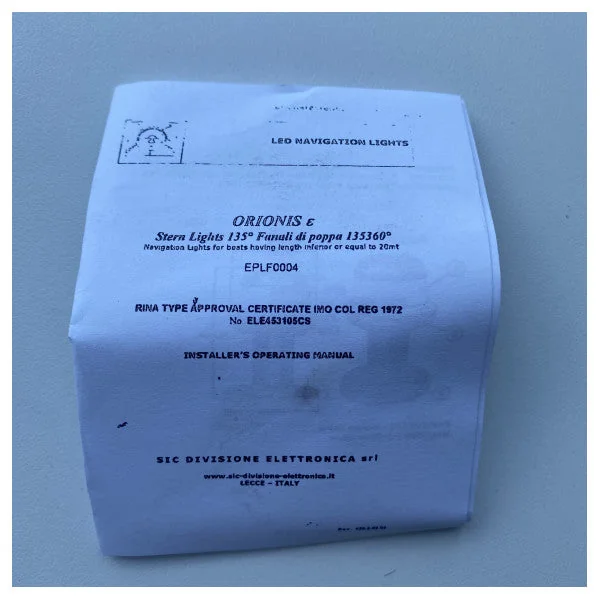 LED NAVIGATION LIGHTS
ORIONIS ε
Stern Lights 135° Fanali di poppa 135360°
Navigation Lights for boats having length inferior or equal to 20mt
EPLF0004
RINA TYPE APPROVAL CERTIFICATE IMO COL REG 1972
No ELE453105CS
INSTALLER'S OPERATING MANUAL
SIC DIVISIONE ELETTRONICA srl
www.sic-divisione-elettronica.it
LECCE – ITALY